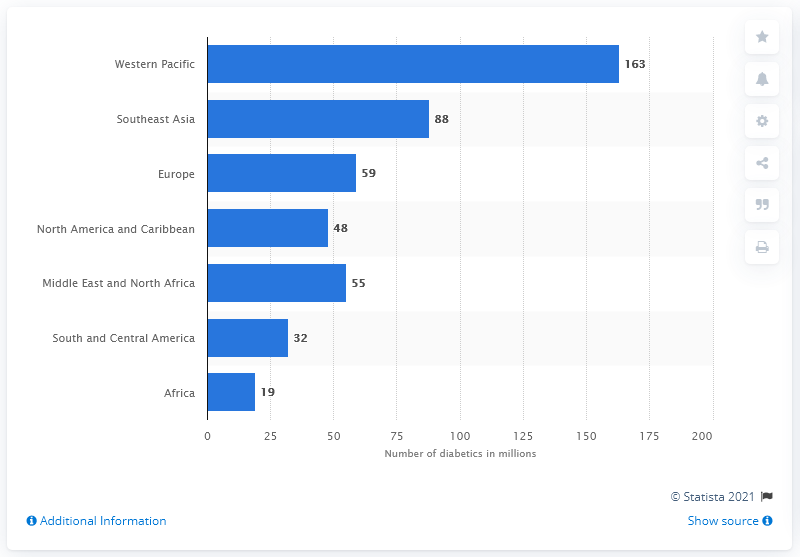 Western Pacific 163
Southeast Asia 88
Europe 59
North America and Caribbean 48
Middle East and North Africa 55
South and Central America 32
Africa 19
0 25 50 75 100 125 150 175 200
Number of diabetics in millions
© Statista 2021
Additional Information Show source